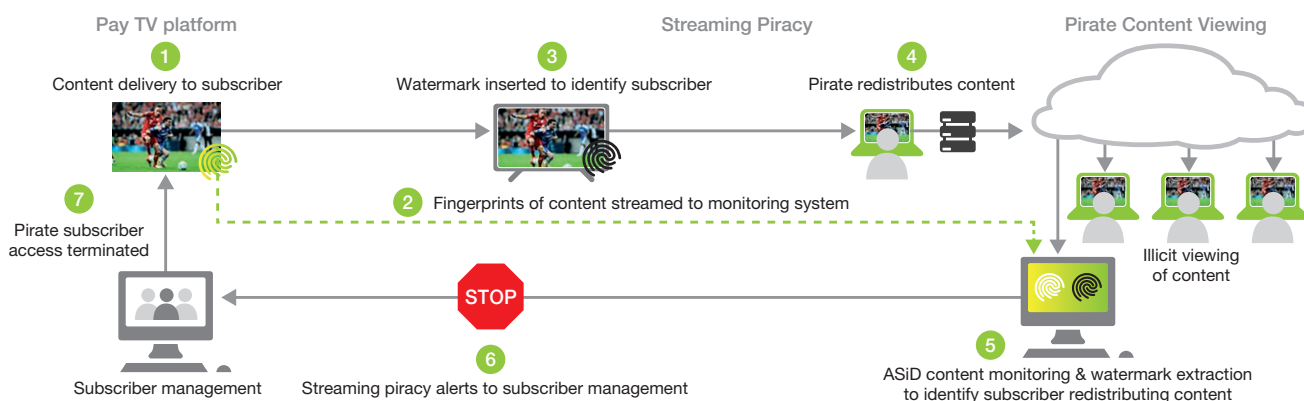 Pay TV platform
Streaming Piracy
Pirate Content Viewing
1
Content delivery to subscriber
3
Watermark inserted to identify subscriber
4
Pirate redistributes content
2
Fingerprints of content streamed to monitoring system
7
Pirate subscriber
access terminated
Illicit viewing
of content
STOP
Subscriber management
6
Streaming piracy alerts to subscriber management
5
ASiD content monitoring & watermark extraction
to identify subscriber redistributing content